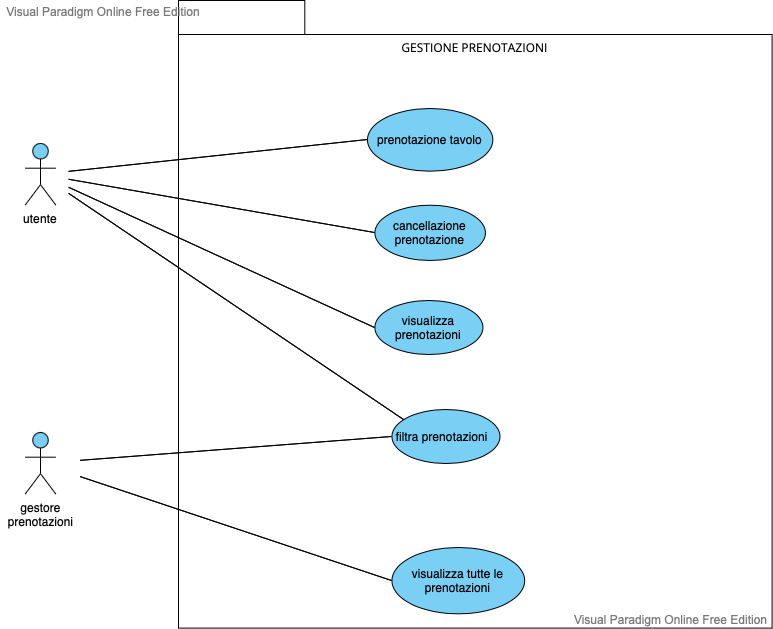 Visual Paradigm Online Free Edition
GESTIONE PRENOTAZIONI
prenotazione tavolo
utente
cancellazione
prenotazione
visualizza
prenotazioni
filtra prenotazioni
gestore
prenotazioni
visualizza tutte le
prenotazioni
Visual Paradigm Online Free Edition